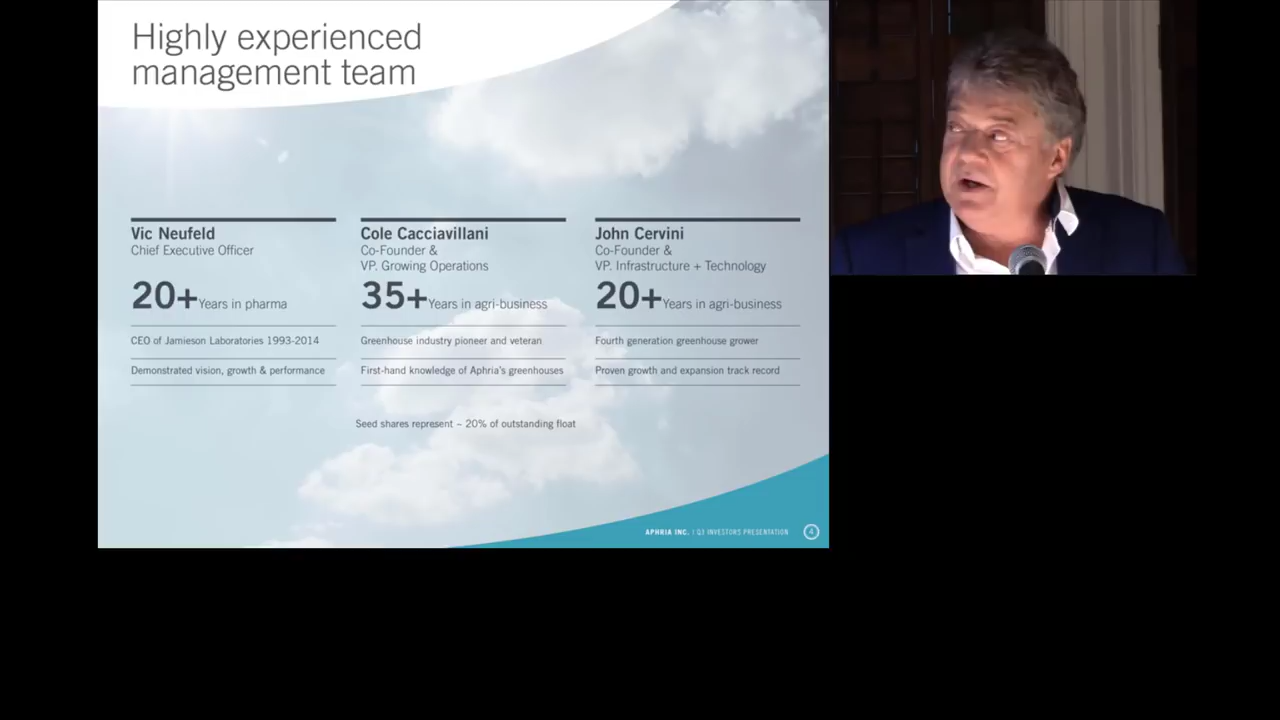 Highly experienced
management team
Vic Neufeld
Chief Executive Officer
20+Years in pharma
CEO of Jamieson Laboratories 1993-2014
Demonstrated vision, growth & performance
Cole Cacciavillani
Co-Founder &
VP. Growing Operations
35+Years in agri-business
Greenhouse industry pioneer and veteran
First-hand knowledge of Aphria's greenhouses
John Cervini
Co-Founder &
VP. Infrastructure + Technology
20+Years in agri-business
Fourth generation greenhouse grower
Proven growth and expansion track record
Seed shares represent ~ 20% of outstanding float
APHRIA INC. | Q3 INVESTORS PRESENTATION 4